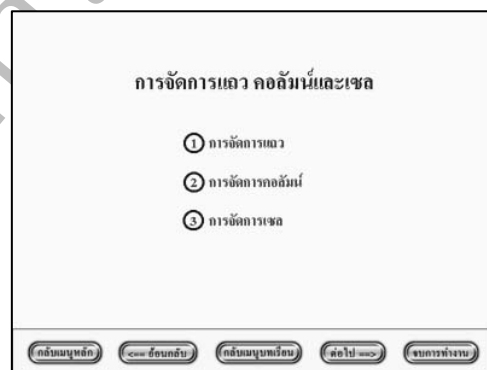 การจัดการแถว คอลัมน์และเซล
1 การจัดการแถว
2 การจัดการคอลัมน์
3 การจัดการเซล
กลับเมนูหลัก <== ย้อนกลับ กลับเมนูบทเรียน ต่อไป ==> จบการทำงาน